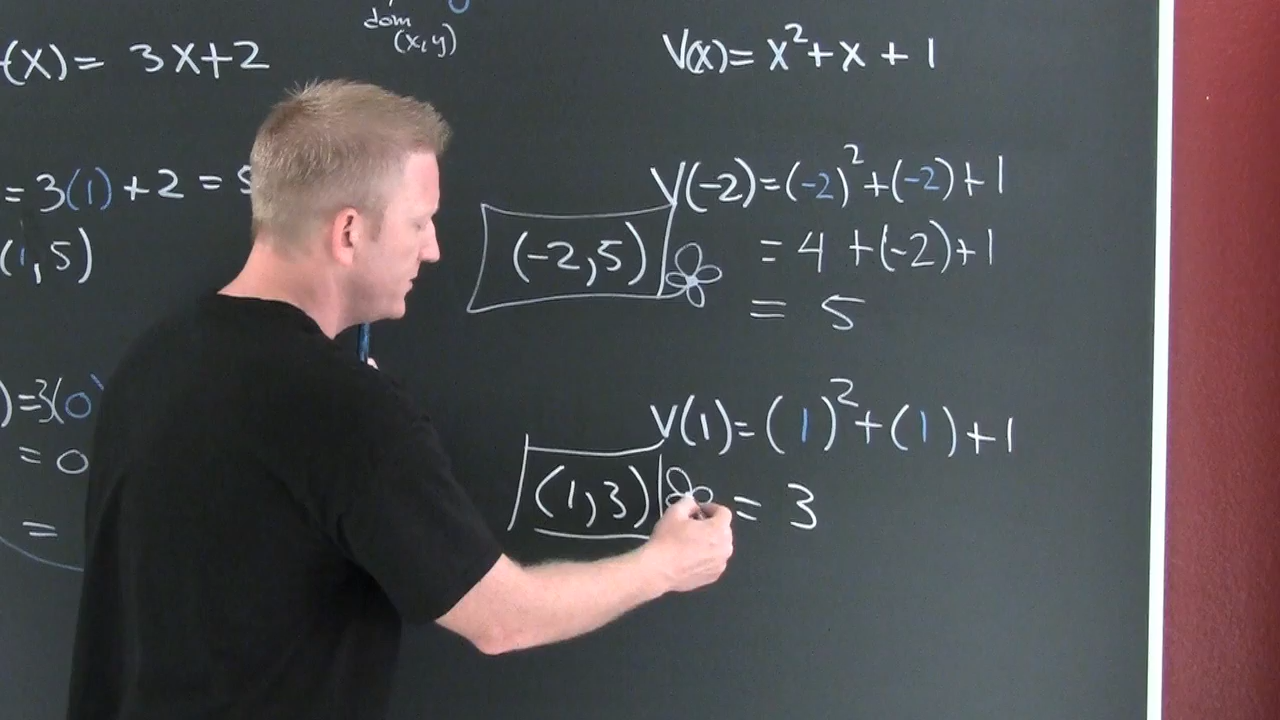 dom
(x,y)
(x) = 3x+2
= 3(1) + 2 = 5
(1,5)
) = 3(0
= 0
=
V(x) = x² + x + 1
V(-2) = (-2)² + (-2) + 1
(-2,5)
= 4 + (-2) + 1
= 5
V(1) = (1)² + (1) + 1
(1,3)
= 3